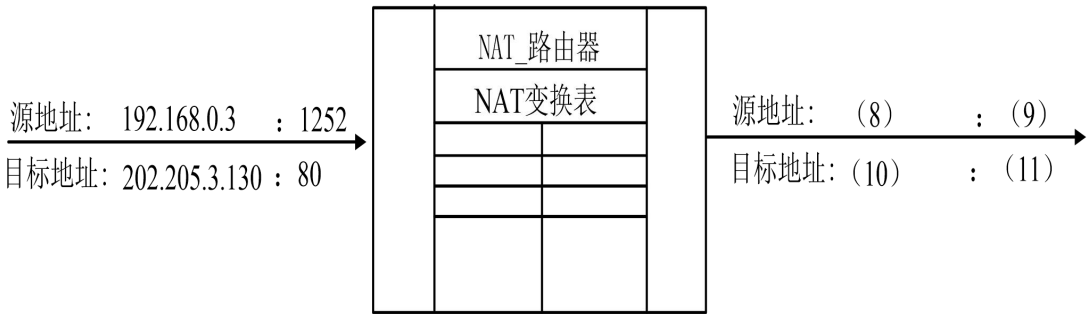 NAT_路由器
NAT变换表
源地址: 192.168.0.3 : 1252
目标地址: 202.205.3.130 : 80
源地址: (8) : (9)
目标地址: (10) : (11)